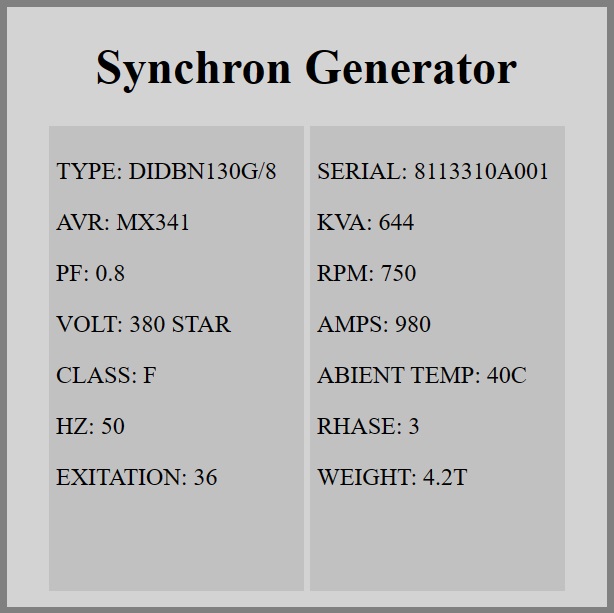 Synchron Generator
TYPE: DIDBN130G/8
AVR: MX341
PF: 0.8
VOLT: 380 STAR
CLASS: F
HZ: 50
EXITATION: 36
SERIAL: 8113310A001
KVA: 644
RPM: 750
AMPS: 980
ABIENT TEMP: 40C
RHASE: 3
WEIGHT: 4.2T